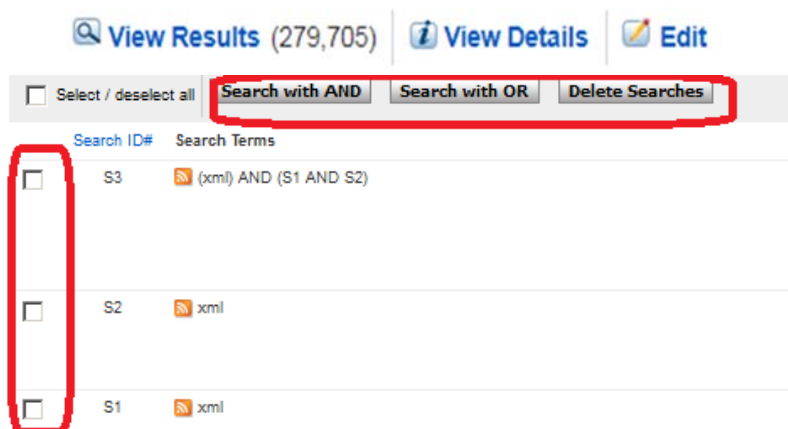 View Results (279,705) View Details Edit
Select / deselect all Search with AND Search with OR Delete Searches
Search ID# Search Terms
S3 (xml) AND (S1 AND S2)
S2 xml
S1 xml